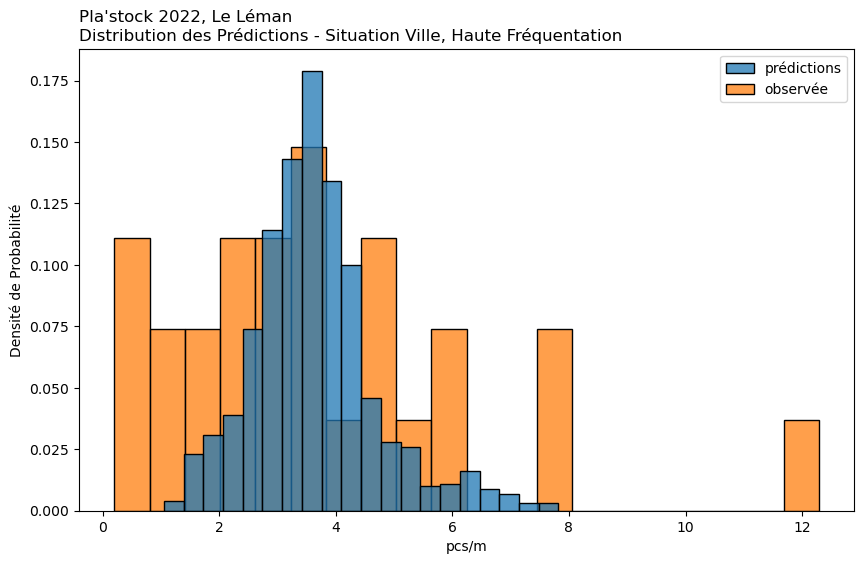 Pla'stock 2022, Le Léman
Distribution des Prédictions - Situation Ville, Haute Fréquentation
prédictions
observée
Densité de Probabilité
0.175
0.150
0.125
0.100
0.075
0.050
0.025
0.000
0 2 4 6 8 10 12
pcs/m